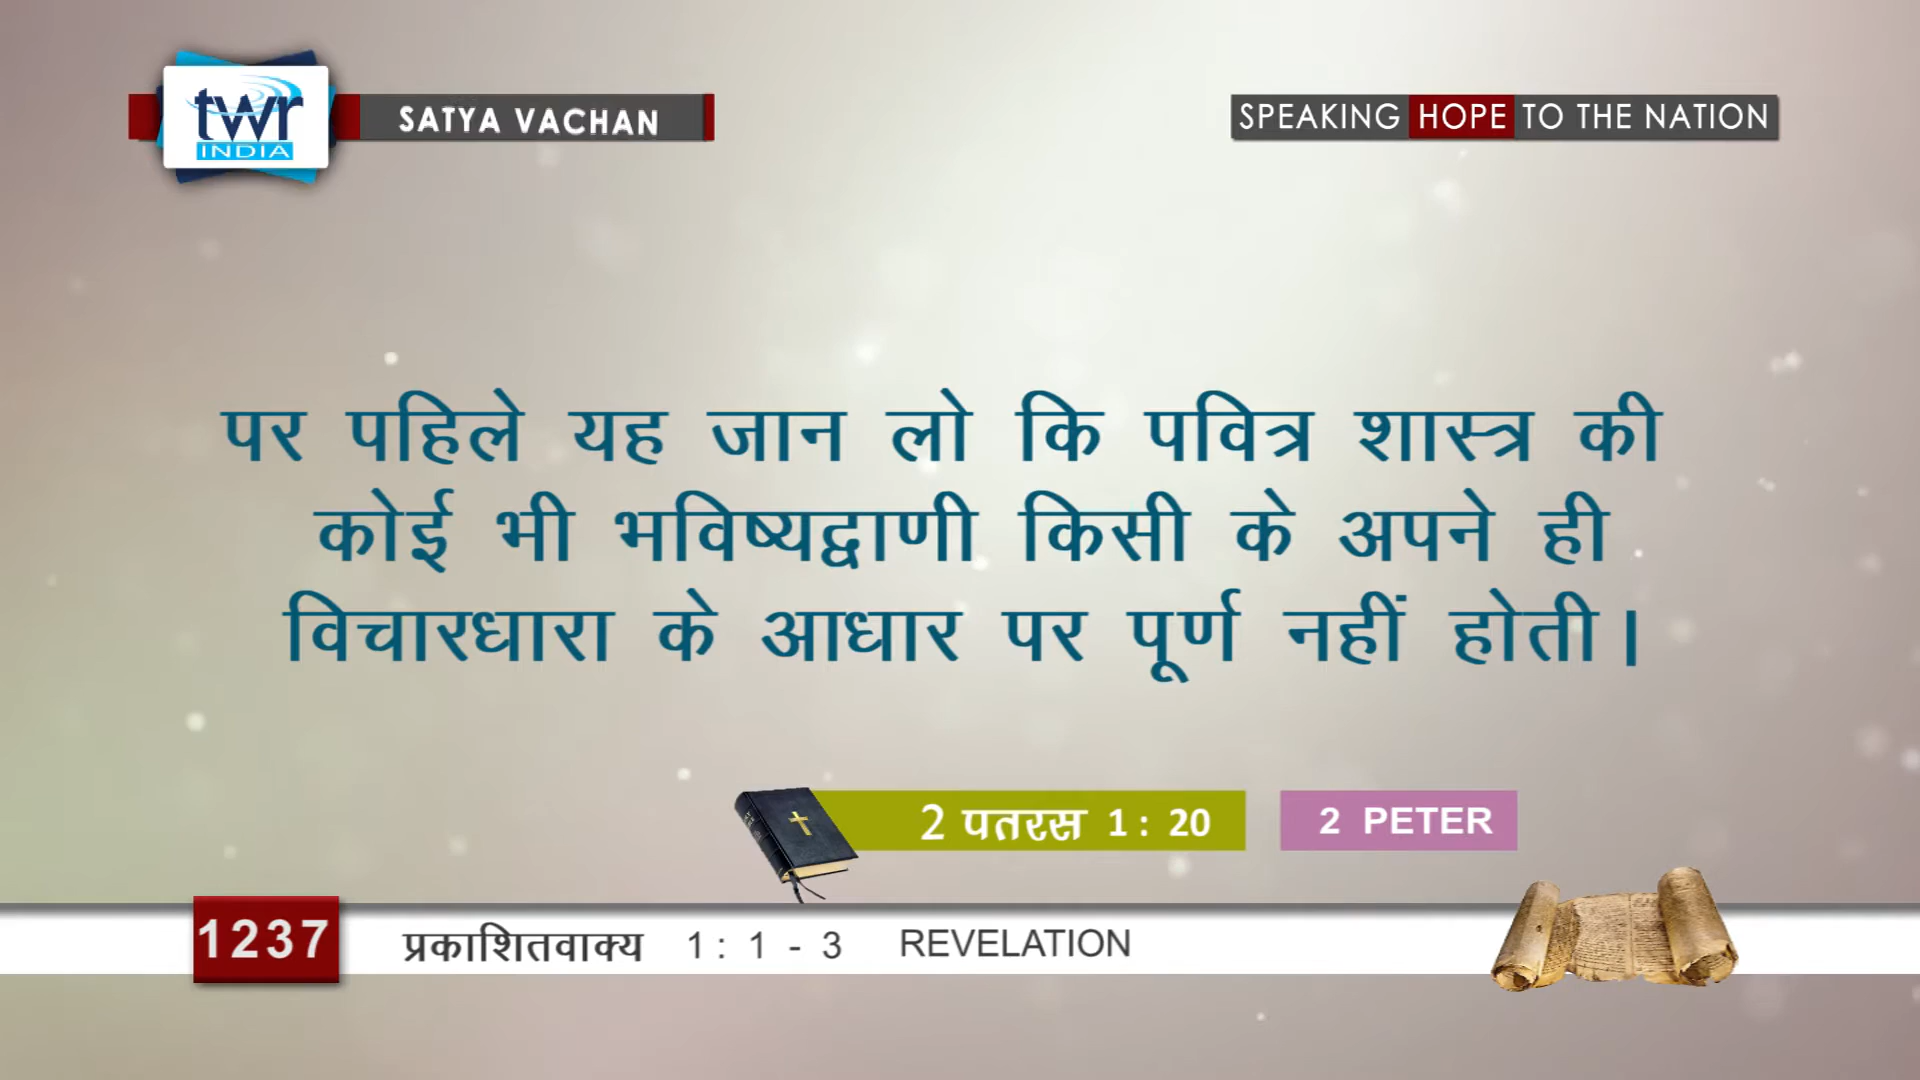 twr
INDIA
SATYA VACHAN
SPEAKING HOPE TO THE NATION
पर पहिले यह जान लो कि पवित्र शास्त्र की
कोई भी भविष्यद्वाणी किसी के अपने ही
विचारधारा के आधार पर पूर्ण नहीं होती।
2 पतरस 1: 20
2 PETER
1237
प्रकाशितवाक्य 1: 1 - 3 REVELATION